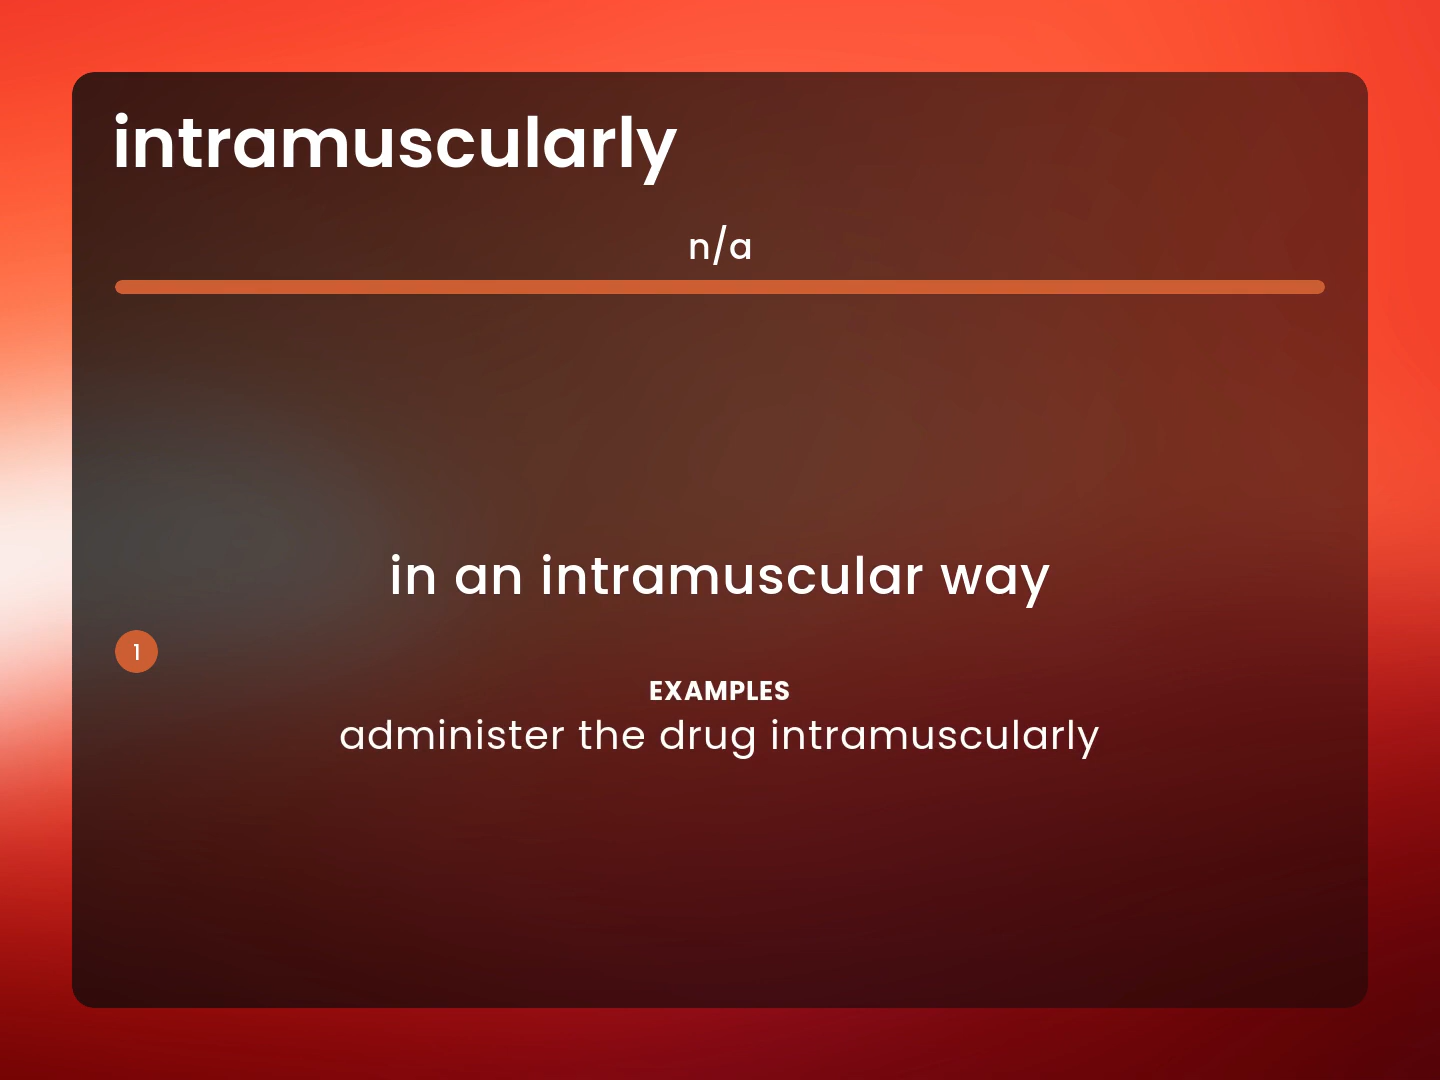 intramuscularly
n/a
in an intramuscular way
1
EXAMPLES
administer the drug intramuscularly